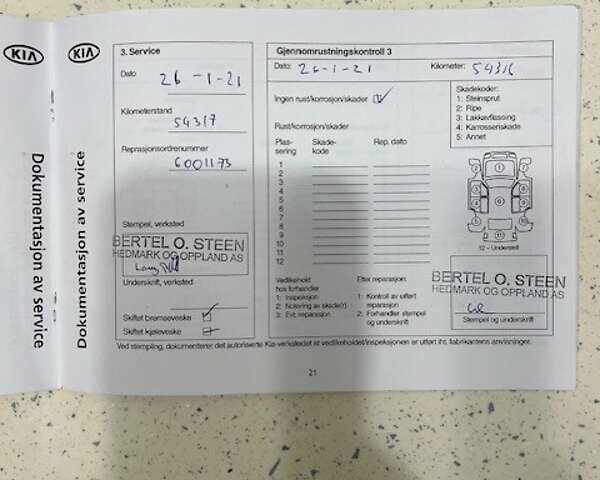 KIA
Dokumentasjon av service
KIA
Dokumentasjon av service
3. Service
Dato
26-1-21
Kilometerstand
54317
Reprasjonsordrenummer
6001173
Stempel, verksted
BERTEL O. STEEN
HEDMARK OG OPPLAND AS
Underskrift, verksted
Skiftet bremsevæske
Skiftet kjølevæske
Gjennomrustningskontroll 3
Dato: 26-1-21
Kilometer:
Ingen rust/korrosjon/skader
Rust/korrosjon/skader
Plas-
sering
Skade-
kode
Rep. dato
1
2
3
4
5
6
7
8
9
10
11
12
Skadekoder:
1: Steinsprut
2: Ripe
3: Lakkavflassing
4: Karosseriskade
5: Annet
12 – Understell
Vedlikehold
hos forhandler
1: Inspeksjon
2: Notering av skade(r)
3: Evt. reparasjon
Etter reparasjon:
1: Kontroll av utført
reparasjon
2: Forhandler stempel
og underskrift
BERTEL O. STEEN
HEDMARK OG OPPLAND AS
Stempel og underskrift
Ved stempling, dokumenterer det autoriserte Kia-verkstedet at vedlikeholdet/inspeksjonen er utført iht. fabrikantens anvisninger.
21